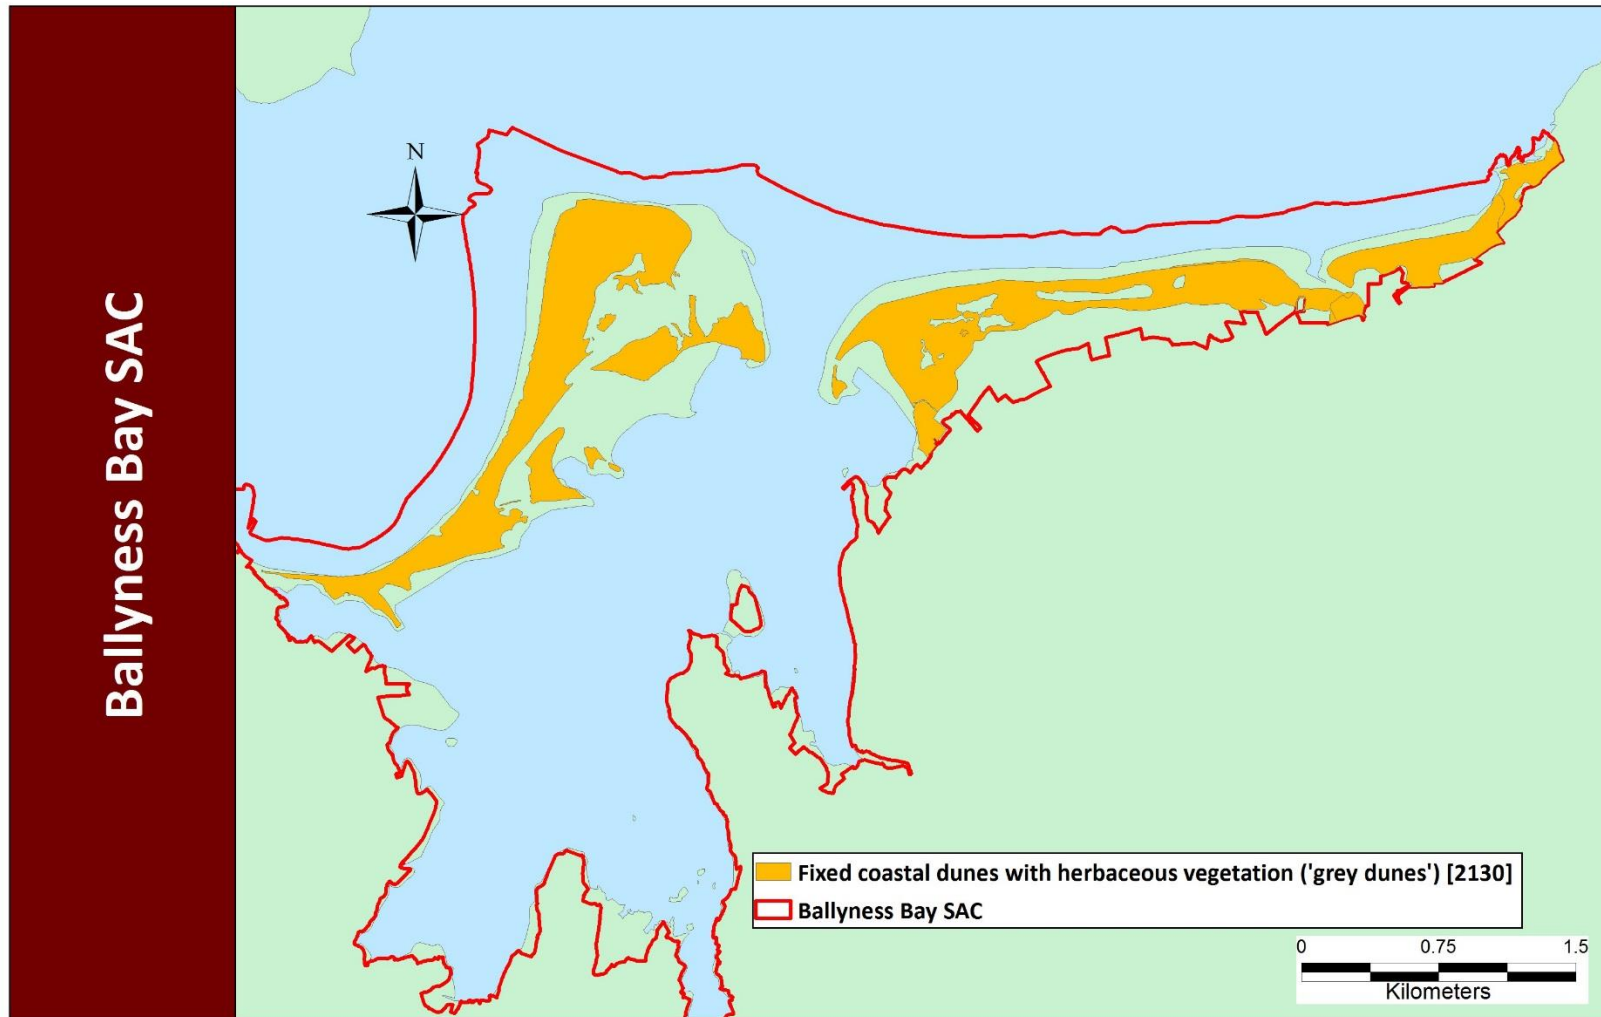 Ballyness Bay SAC
N
Fixed coastal dunes with herbaceous vegetation ('grey dunes') [2130]
Ballyness Bay SAC
0 0.75 1.5
Kilometers